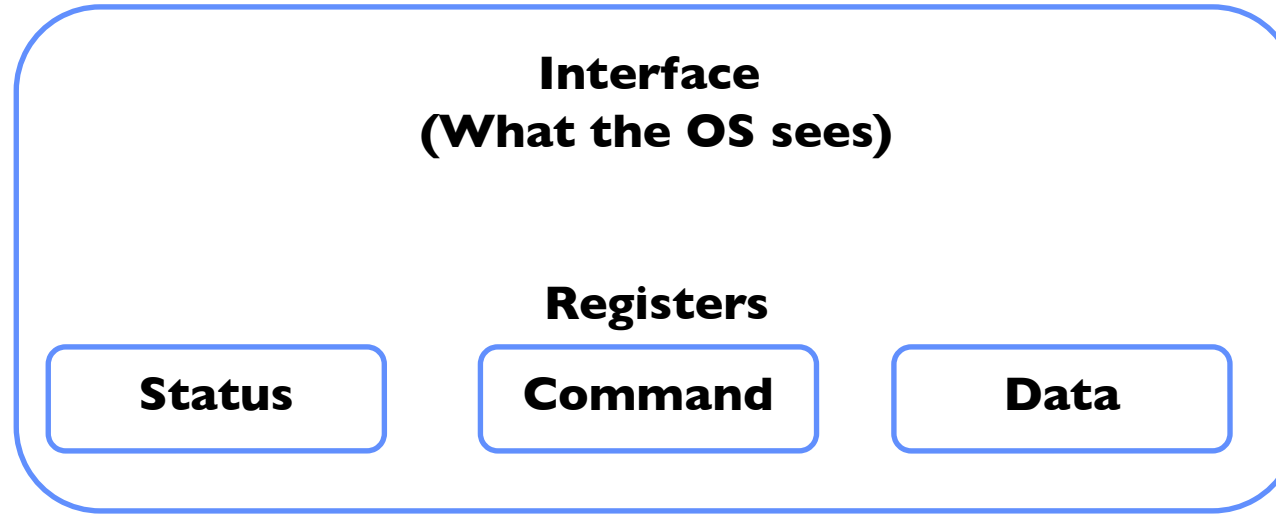 Interface
(What the OS sees)
Registers
Status Command Data